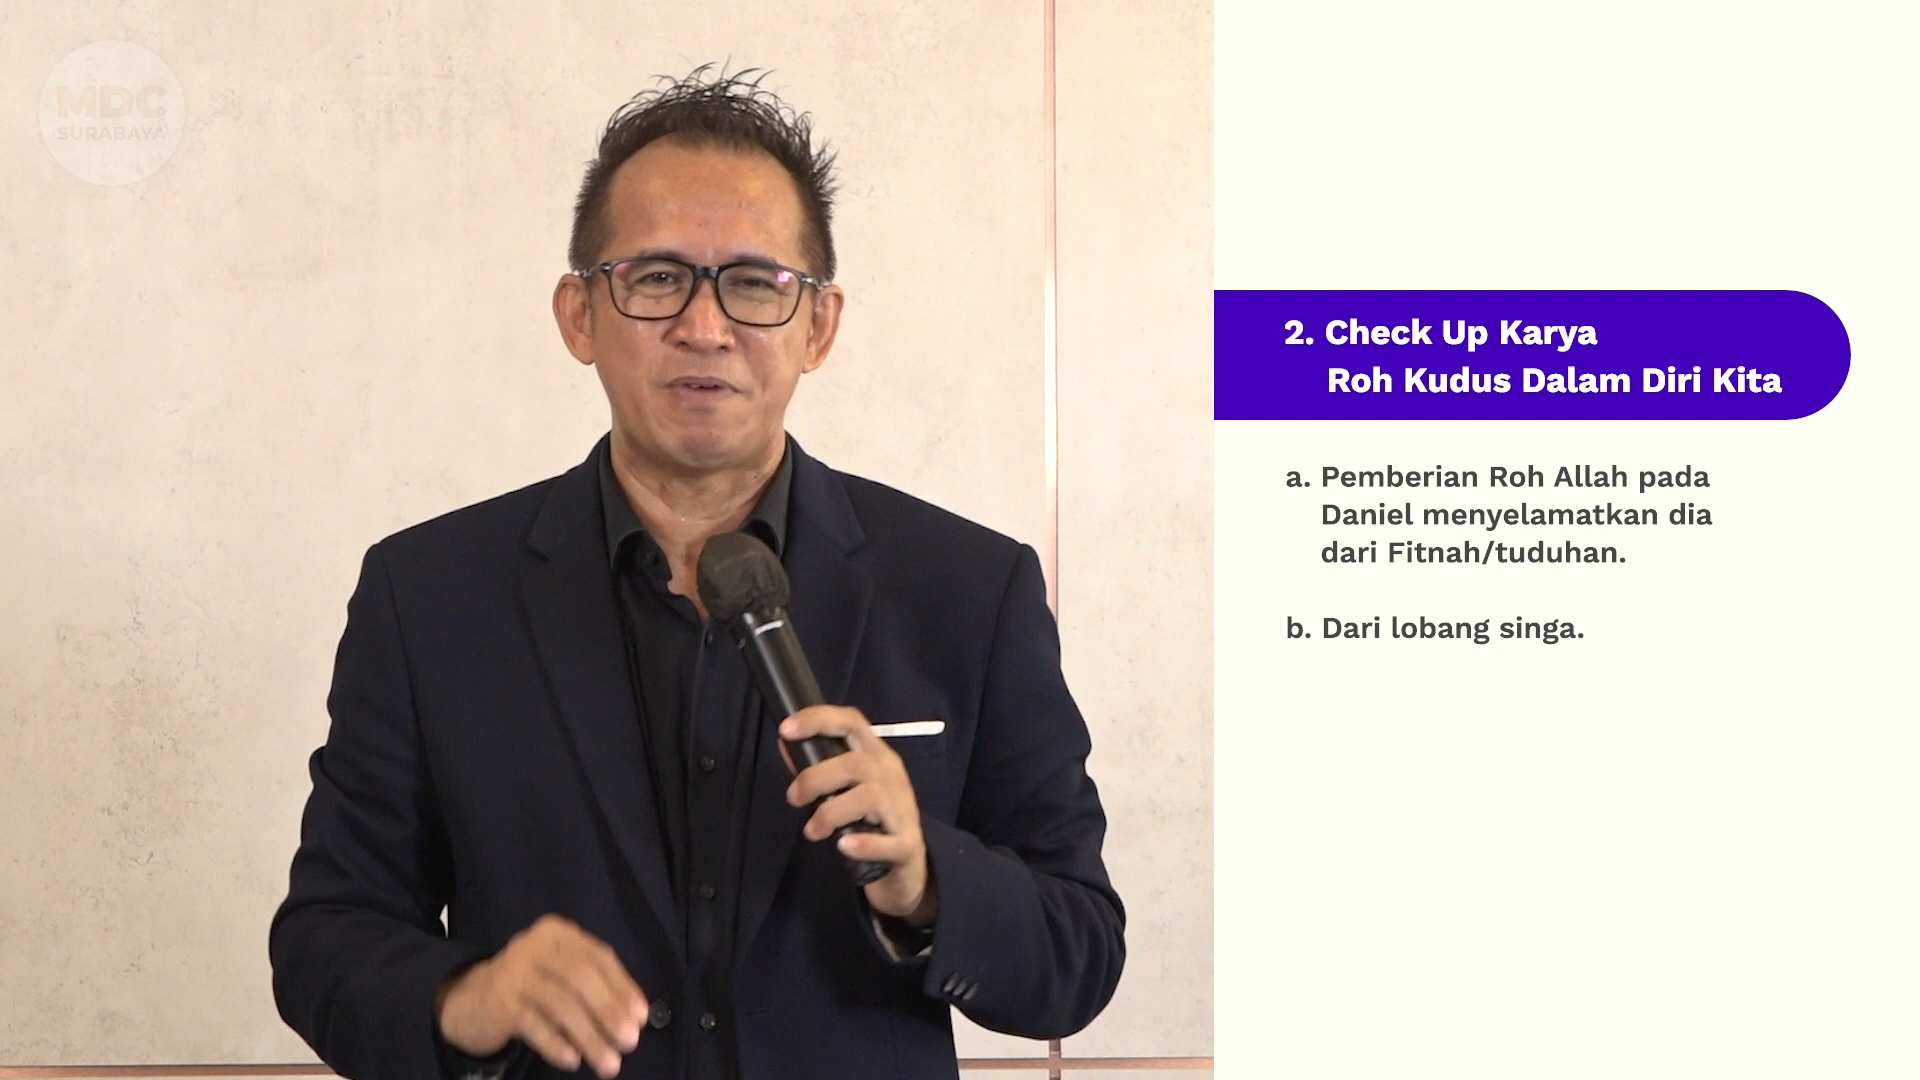 MDC
SURABAYA
2. Check Up Karya
Roh Kudus Dalam Diri Kita
a. Pemberian Roh Allah pada
Daniel menyelamatkan dia
dari Fitnah/tuduhan.
b. Dari lobang singa.